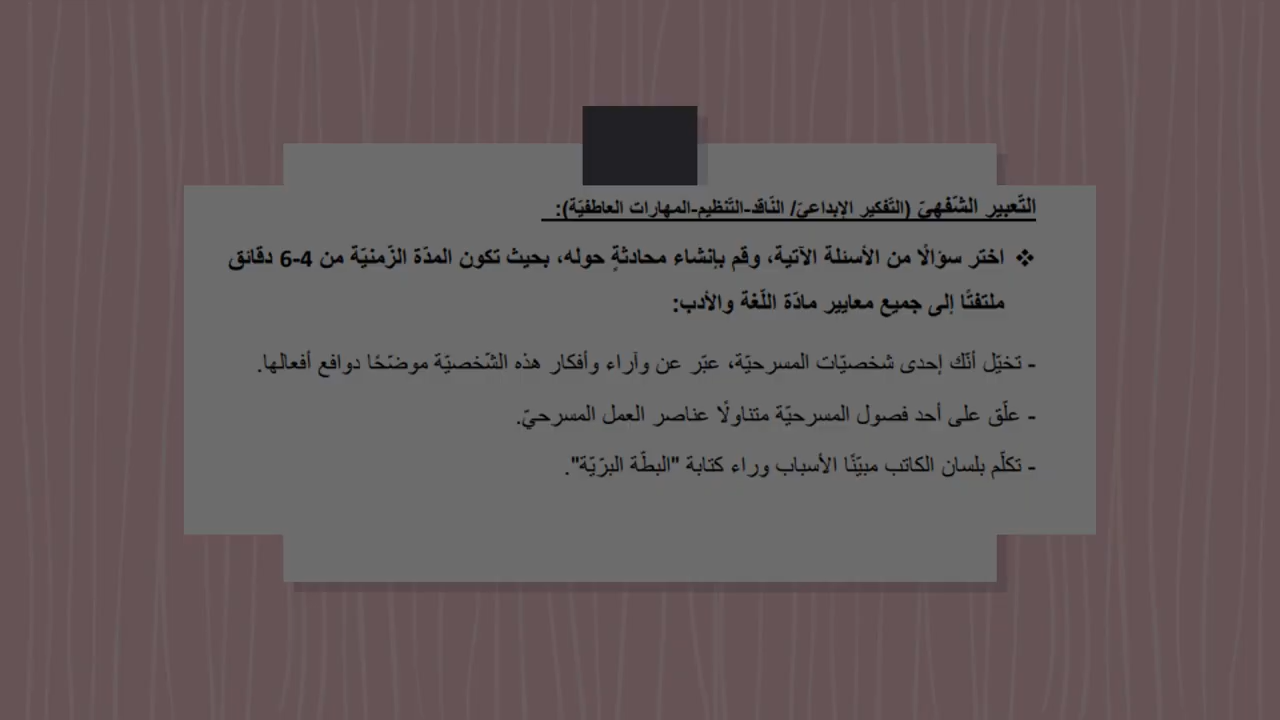 التّعبير الشّفهيّ (التّفكير الإبداعيّ/ النّاقد-التّنظيم-المهارات العاطفيّة):
❖ اختر سؤالًا من الأسئلة الآتية، وقم بإنشاء محادثةٍ حوله، بحيث تكون المدّة الزّمنيّة من 4-6 دقائق
ملتفتًا إلى جميع معايير مادّة اللّغة والأدب:
- تخيّل أنّك إحدى شخصيّات المسرحيّة، عبّر عن وآراء وأفكار هذه الشّخصيّة موضّحًا دوافع أفعالها.
- علّق على أحد فصول المسرحيّة متناولًا عناصر العمل المسرحيّ.
- تكلّم بلسان الكاتب مبيّنًا الأسباب وراء كتابة "البطّة البرّيّة".